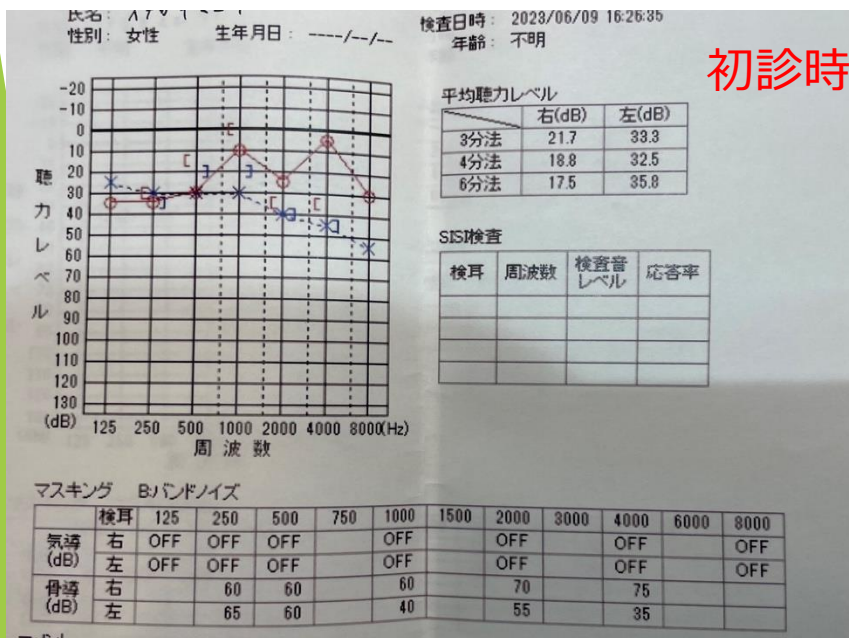 氏名:
性別: 女性 生年月日: ----/--/--
検査日時: 2023/06/09 16:26:35
年齢: 不明
初診時
平均聴力レベル
右(dB) 左(dB)
3分法 21.7 33.3
4分法 18.8 32.5
6分法 17.5 35.8
SISI検査
検耳 周波数 検査音レベル 応答率
聴力レベル
-20
-10
0
10
20
30
40
50
60
70
80
90
100
110
120
130
(dB)
125 250 500 1000 2000 4000 8000(Hz)
周波数
マスキング B:バンドノイズ
検耳 125 250 500 750 1000 1500 2000 3000 4000 6000 8000
気導(dB) 右 OFF OFF OFF OFF OFF OFF OFF
左 OFF OFF OFF OFF OFF OFF OFF
骨導(dB) 右 60 60 60 70 75
左 65 60 40 55 35